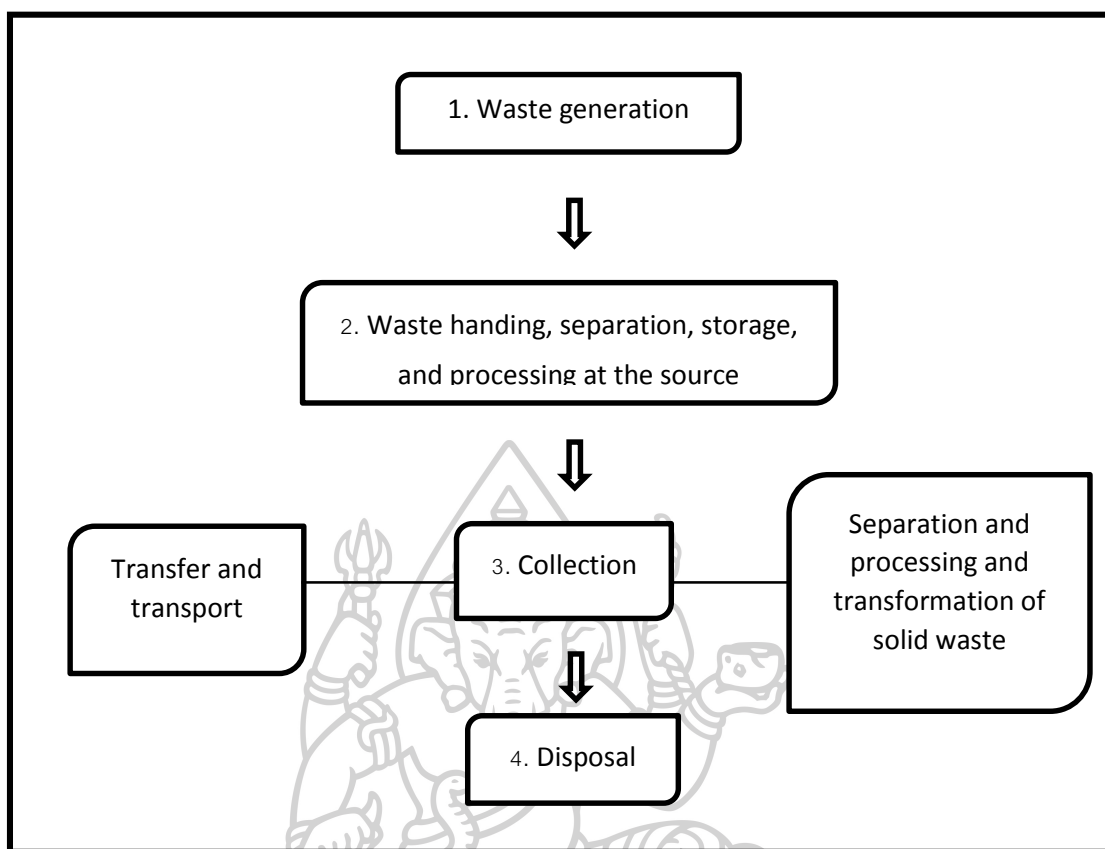 1. Waste generation
2. Waste handing, separation, storage,
and processing at the source
Transfer and
transport
3. Collection
Separation and
processing and
transformation of
solid waste
4. Disposal